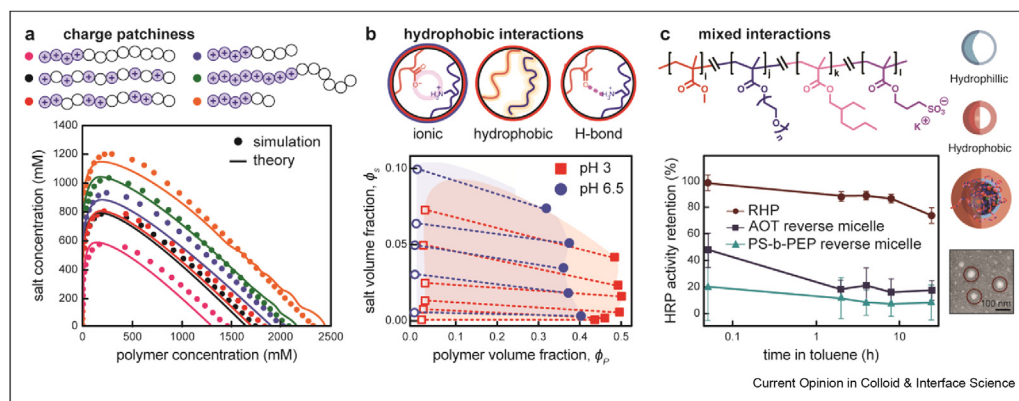 a charge patchiness
simulation
theory
1400
1200
1000
800
600
400
200
0
salt concentration (mM)
0 500 1000 1500 2000 2500
polymer concentration (mM)
b hydrophobic interactions
ionic hydrophobic H-bond
pH 3
pH 6.5
0.10
0.05
0.00
salt volume fraction, ϕs
0.0 0.1 0.2 0.3 0.4 0.5
polymer volume fraction, ϕP
c mixed interactions
i j k l
O O O O O O O O
n
SO₃⊖
K⊕
Hydrophillic
Hydrophobic
100 nm
HRP activity retention (%)
100
80
60
40
20
0
RHP
AOT reverse micelle
PS-b-PEP reverse micelle
0.1 1 10
time in toluene (h)
Current Opinion in Colloid & Interface Science